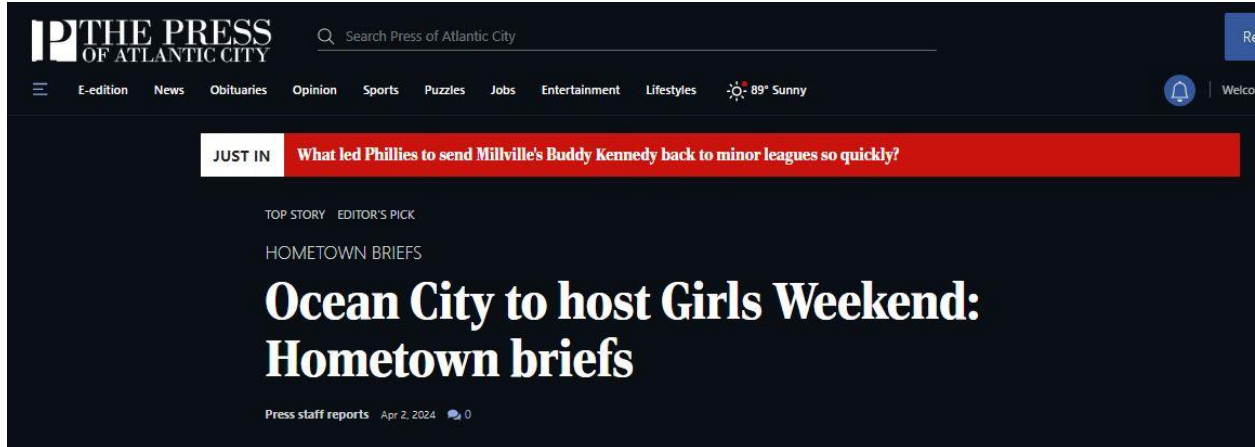 THE PRESS
OF ATLANTIC CITY
Search Press of Atlantic City
E-edition News Obituaries Opinion Sports Puzzles Jobs Entertainment Lifestyles 89° Sunny
JUST IN What led Phillies to send Millville's Buddy Kennedy back to minor leagues so quickly?
TOP STORY EDITOR'S PICK
HOMETOWN BRIEFS
Ocean City to host Girls Weekend:
Hometown briefs
Press staff reports Apr 2, 2024 0